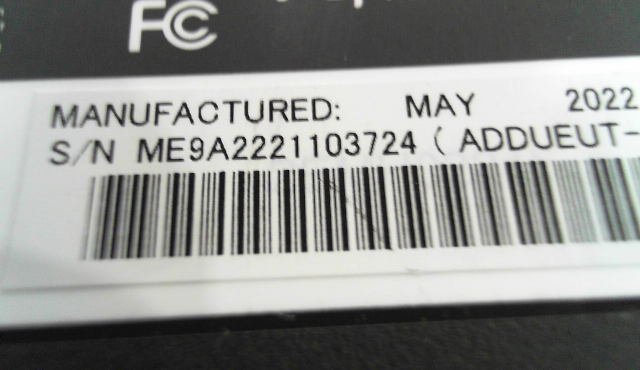 FC
MANUFACTURED: MAY 2022
S/N ME9A2221103724 ( ADDUEUT-